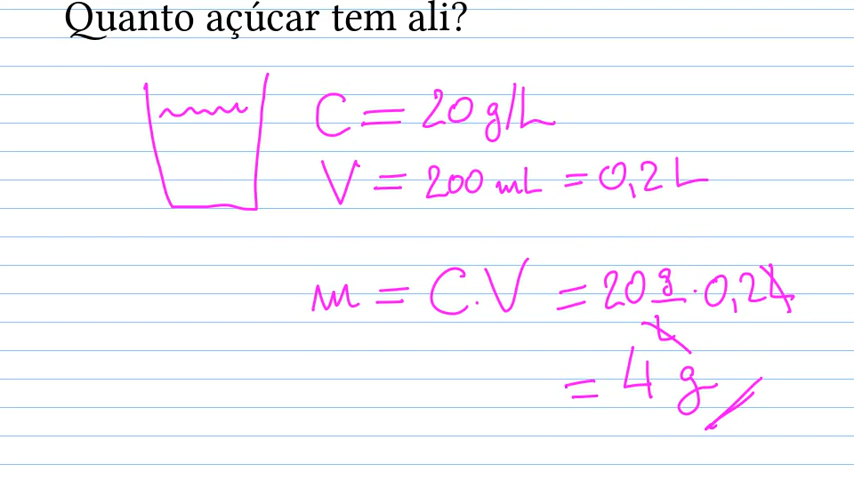 Quanto açúcar tem ali?
C = 20 g/L
V = 200 mL = 0,2 L
m = C.V = 20 g/L · 0,2 L
= 4 g